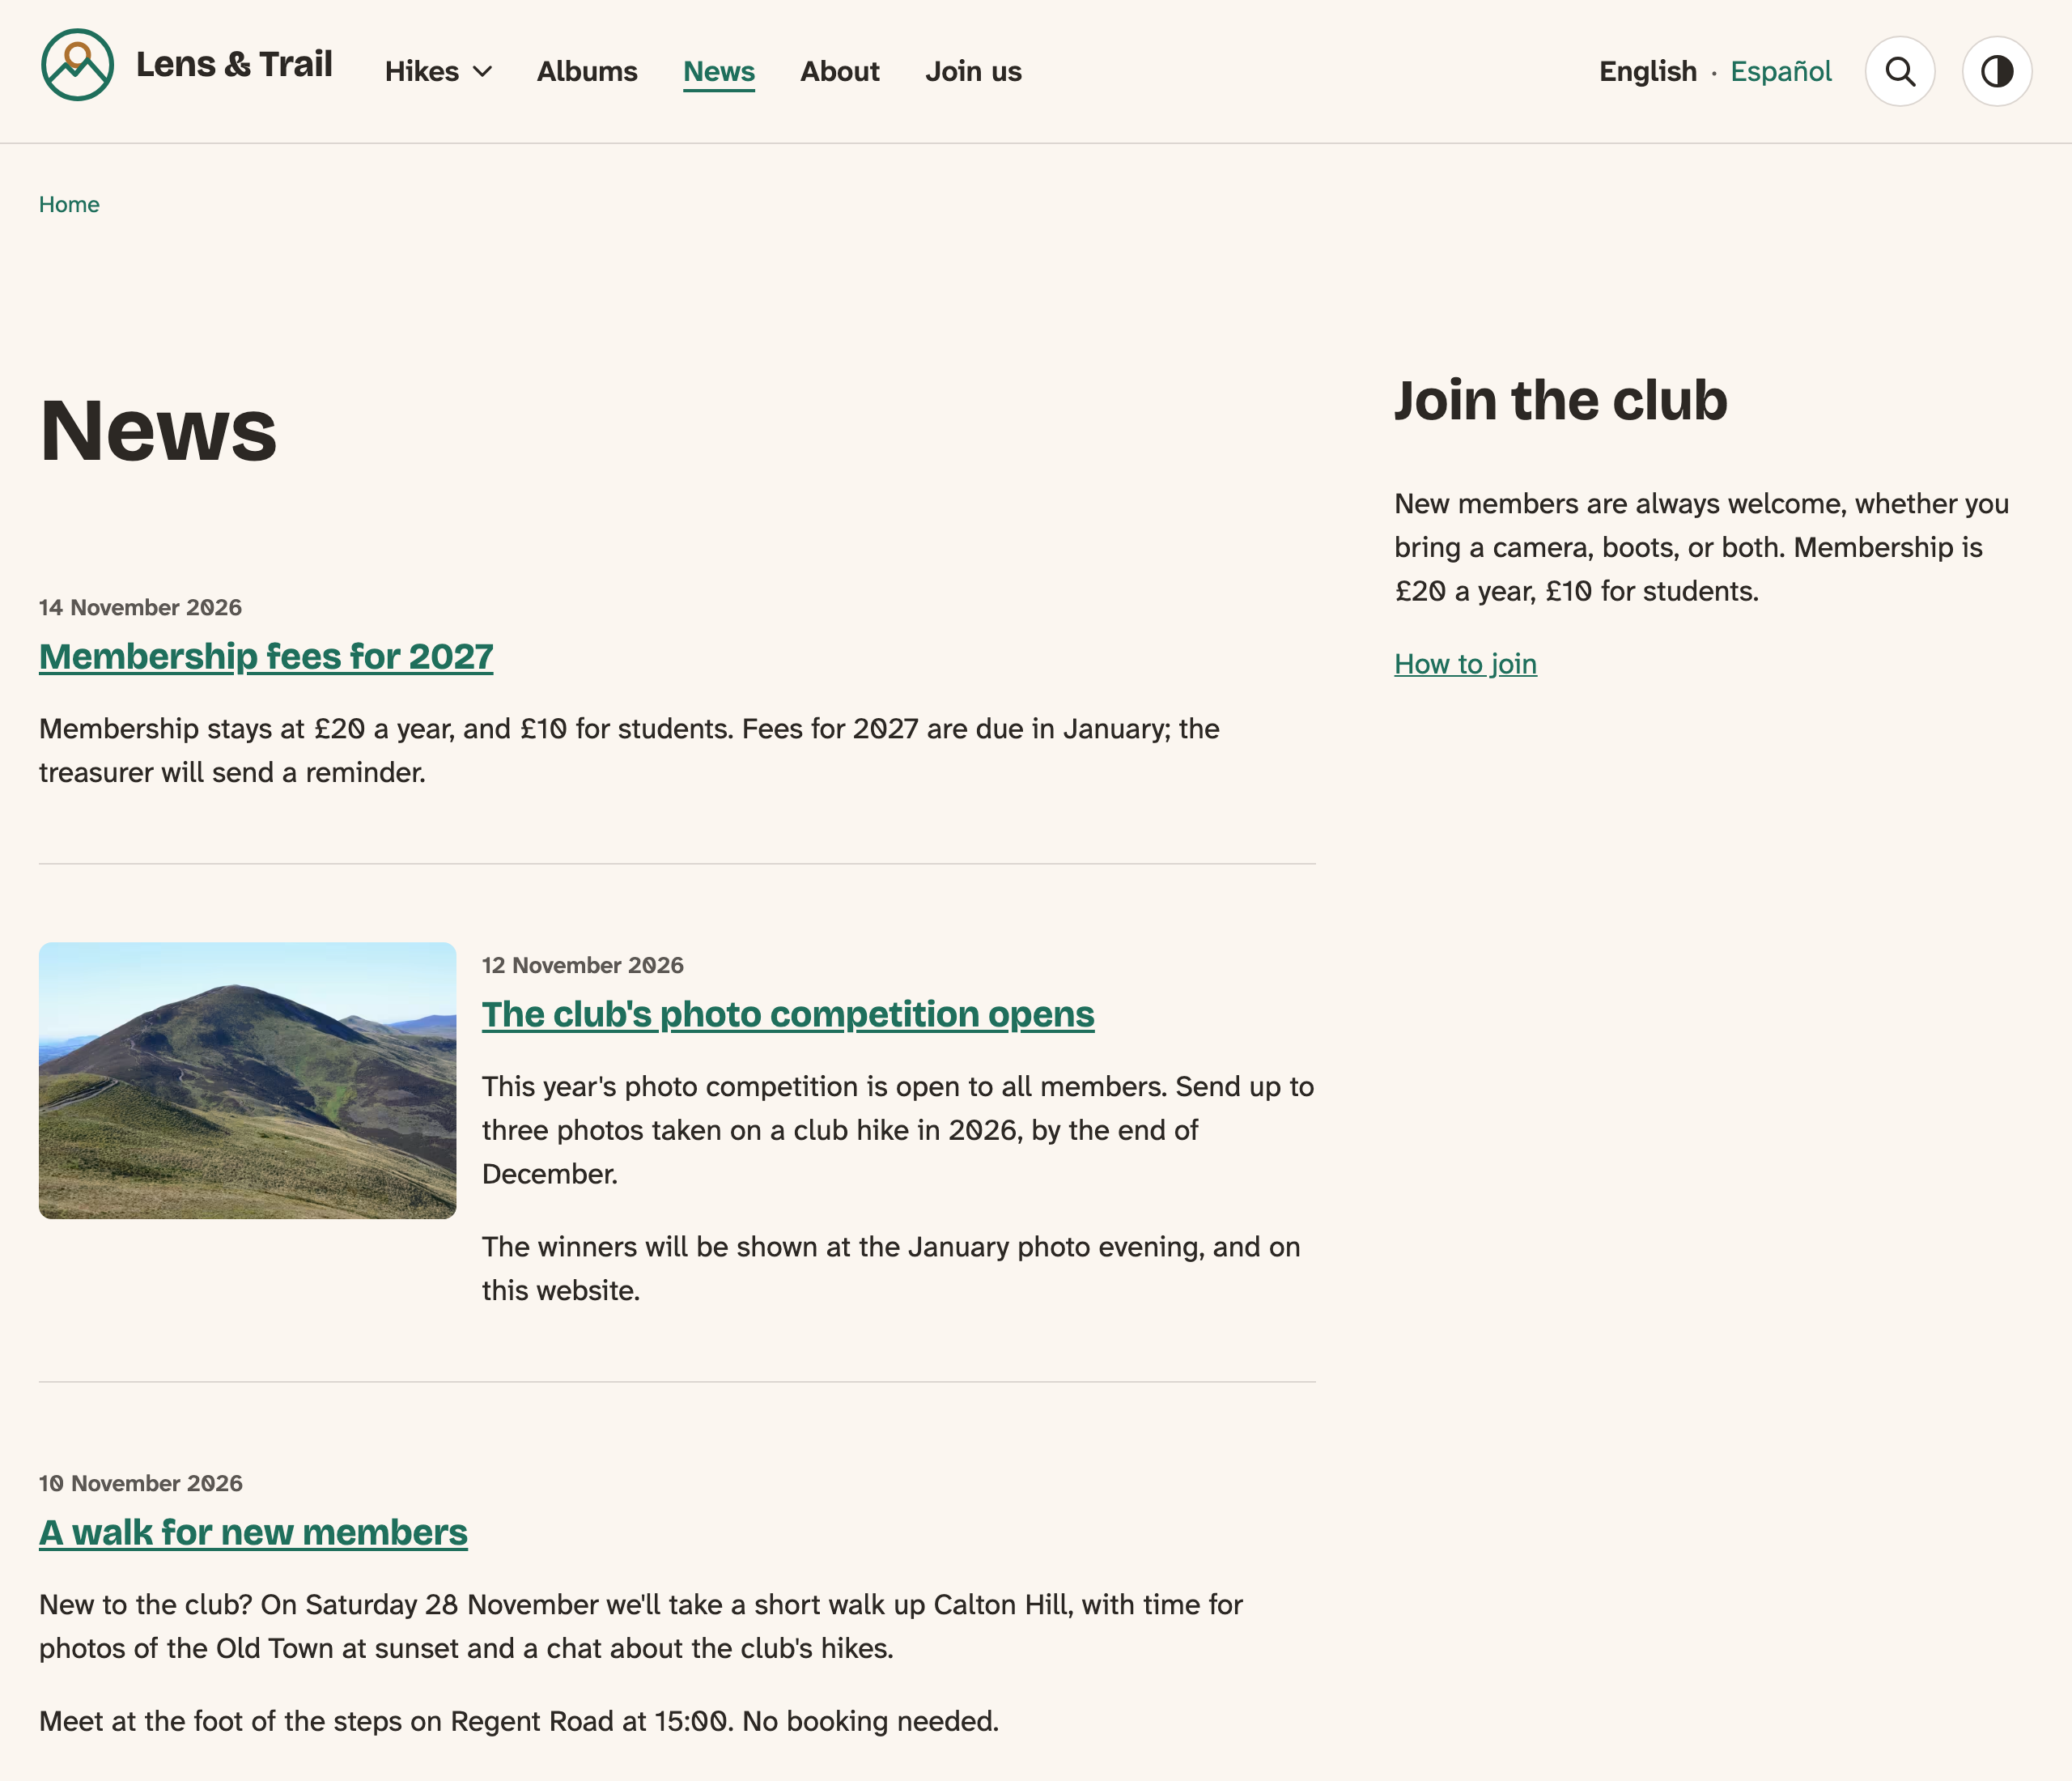 Lens & Trail
Hikes
Albums
News
About
Join us
English · Español
Home
News
14 November 2026
Membership fees for 2027
Membership stays at £20 a year, and £10 for students. Fees for 2027 are due in January; the
treasurer will send a reminder.
12 November 2026
The club's photo competition opens
This year's photo competition is open to all members. Send up to
three photos taken on a club hike in 2026, by the end of
December.
The winners will be shown at the January photo evening, and on
this website.
10 November 2026
A walk for new members
New to the club? On Saturday 28 November we'll take a short walk up Calton Hill, with time for
photos of the Old Town at sunset and a chat about the club's hikes.
Meet at the foot of the steps on Regent Road at 15:00. No booking needed.
Join the club
New members are always welcome, whether you
bring a camera, boots, or both. Membership is
£20 a year, £10 for students.
How to join